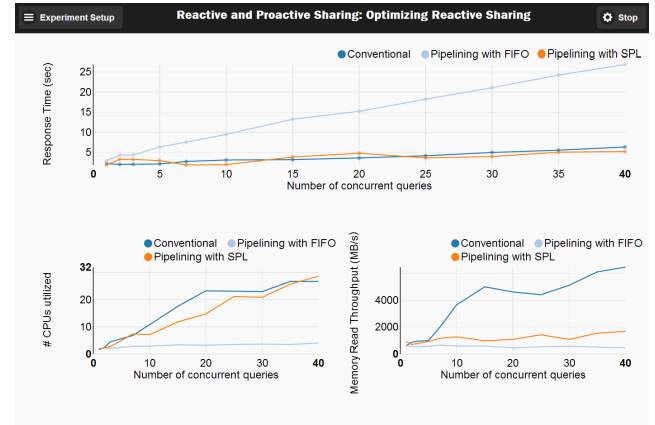 Experiment Setup
Reactive and Proactive Sharing: Optimizing Reactive Sharing
Stop
Conventional Pipelining with FIFO Pipelining with SPL
Response Time (sec)
25
20
15
10
5
0 5 10 15 20 25 30 35 40
Number of concurrent queries
Conventional Pipelining with FIFO
Pipelining with SPL
# CPUs utilized
32
20
10
0
0 10 20 30 40
Number of concurrent queries
Conventional Pipelining with FIFO
Pipelining with SPL
Memory Read Throughput (MB/s)
4000
2000
0
0 10 20 30 40
Number of concurrent queries